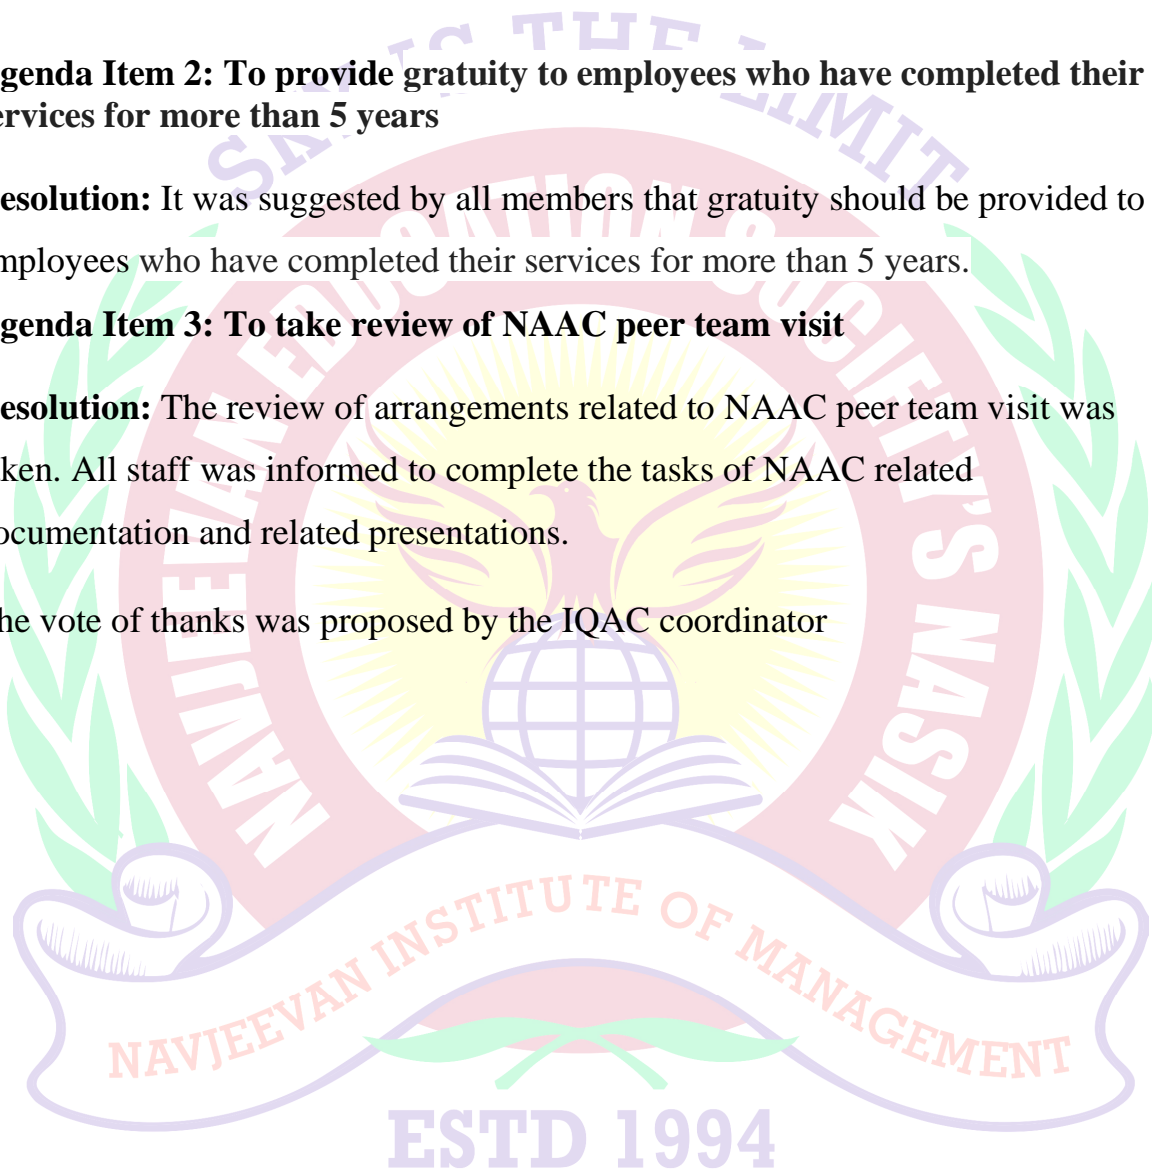 SKY IS THE LIMIT
genda Item 2: To provide gratuity to employees who have completed their
ervices for more than 5 years
esolution: It was suggested by all members that gratuity should be provided to
mployees who have completed their services for more than 5 years.
genda Item 3: To take review of NAAC peer team visit
esolution: The review of arrangements related to NAAC peer team visit was
ken. All staff was informed to complete the tasks of NAAC related
ocumentation and related presentations.
he vote of thanks was proposed by the IQAC coordinator
NAVJEEVAN EDUCATION SOCIETY'S NASIK
NAVJEEVAN INSTITUTE OF MANAGEMENT
ESTD 1994